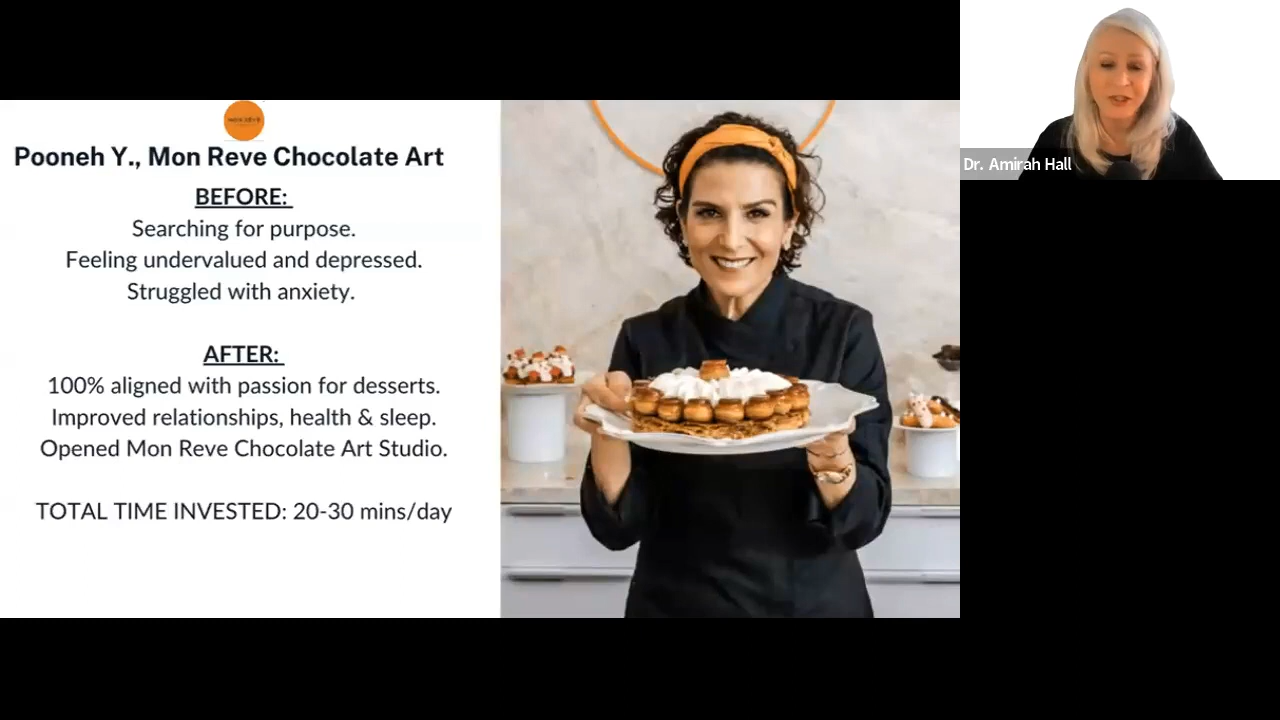 MON RÊVE
Pooneh Y., Mon Reve Chocolate Art
BEFORE:
Searching for purpose.
Feeling undervalued and depressed.
Struggled with anxiety.
AFTER:
100% aligned with passion for desserts.
Improved relationships, health & sleep.
Opened Mon Reve Chocolate Art Studio.
TOTAL TIME INVESTED: 20-30 mins/day
Dr. Amirah Hall